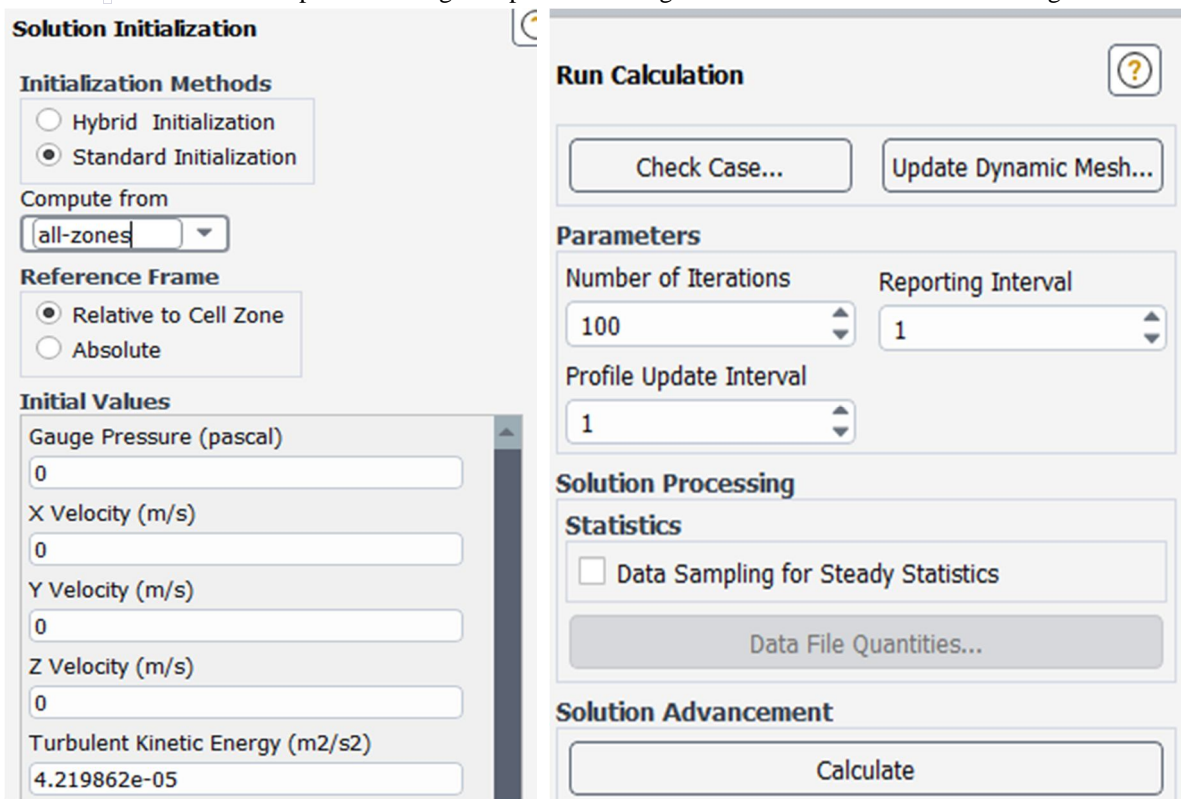 Solution Initialization
Initialization Methods
Hybrid Initialization
Standard Initialization
Compute from
all-zones
Reference Frame
Relative to Cell Zone
Absolute
Initial Values
Gauge Pressure (pascal)
0
X Velocity (m/s)
0
Y Velocity (m/s)
0
Z Velocity (m/s)
0
Turbulent Kinetic Energy (m2/s2)
4.219862e-05
Run Calculation
?
Check Case... Update Dynamic Mesh...
Parameters
Number of Iterations Reporting Interval
100 1
Profile Update Interval
1
Solution Processing
Statistics
Data Sampling for Steady Statistics
Data File Quantities...
Solution Advancement
Calculate